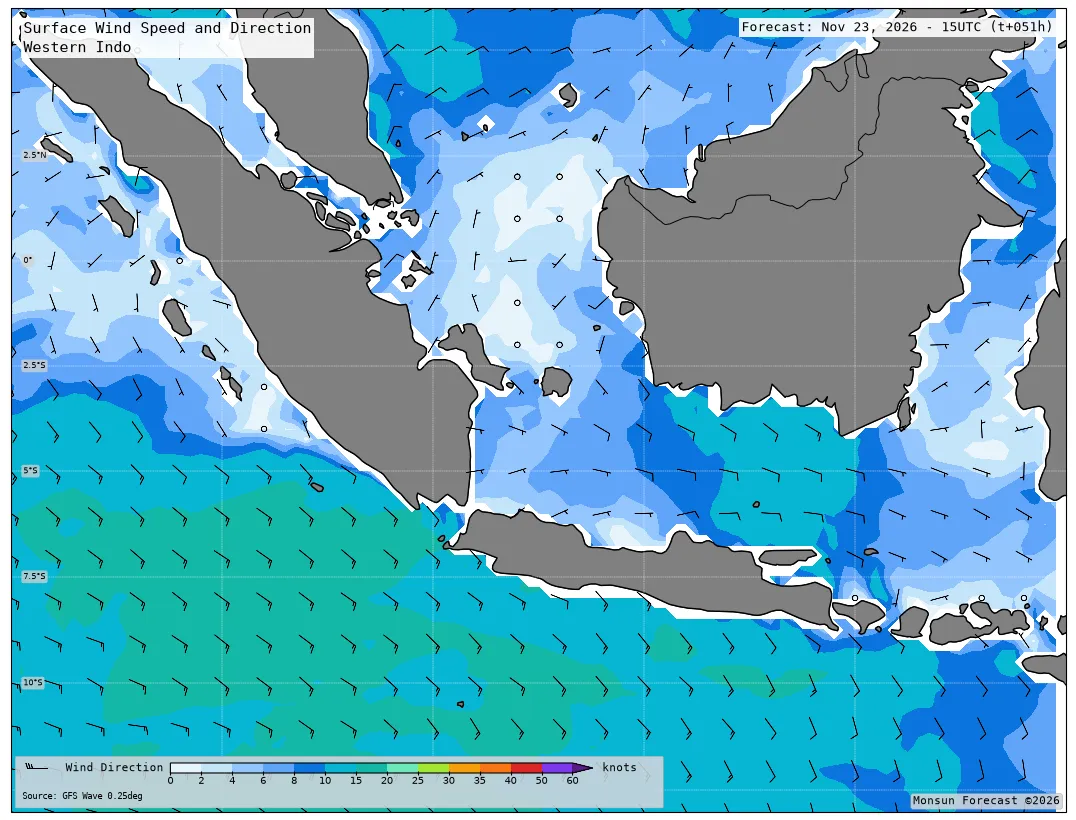 Surface Wind Speed and Direction
Western Indo
Forecast: Nov 23, 2026 - 15UTC (t+051h)
2.5°N
0°
2.5°S
5°S
7.5°S
10°S
Wind Direction
0 2 4 6 8 10 15 20 25 30 35 40 50 60
knots
Source: GFS Wave 0.25deg
Monsun Forecast ©2026